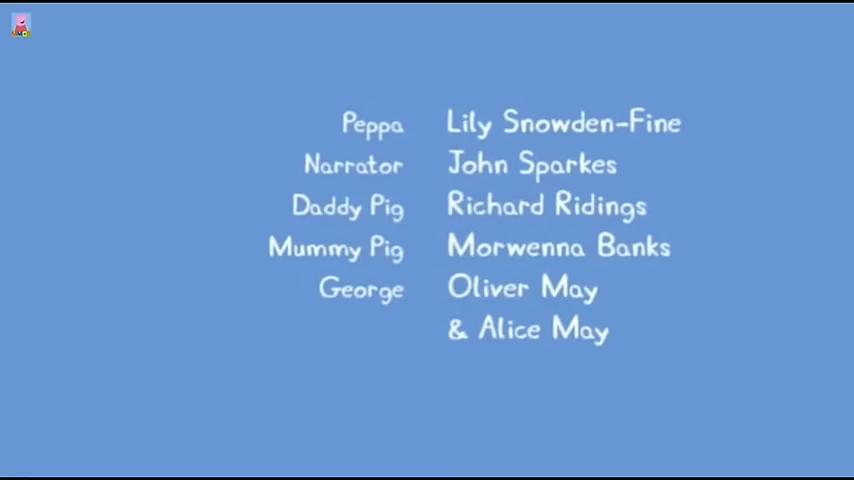 Peppa Lily Snowden-Fine
Narrator John Sparkes
Daddy Pig Richard Ridings
Mummy Pig Morwenna Banks
George Oliver May
& Alice May